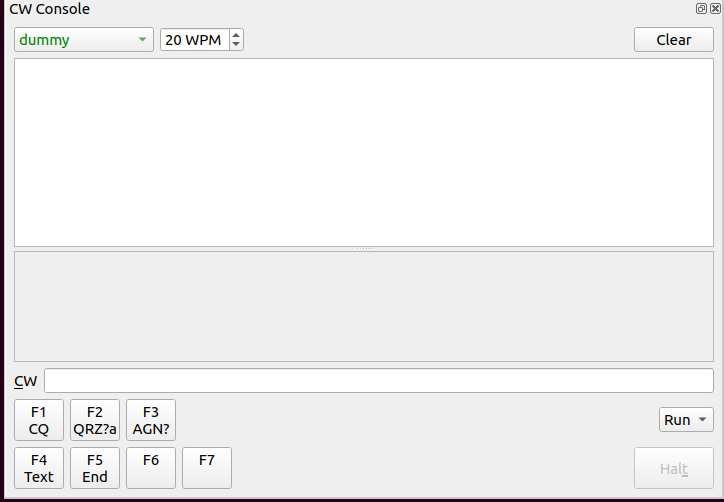 CW Console
dummy 20 WPM Clear
CW
F1 F2 F3
CQ QRZ?a AGN? Run
F4 F5 F6 F7
Text End Halt